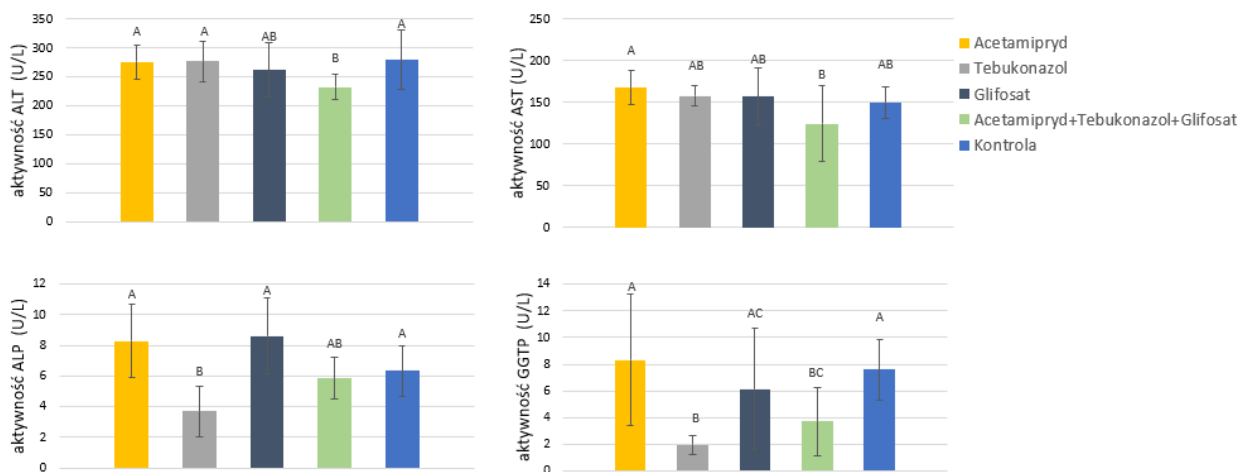 aktywność ALT (U/L)
350
300
250
200
150
100
50
0
A
A
AB
B
A
aktywność AST (U/L)
250
200
150
100
50
0
A
AB
AB
B
AB
Acetamipryd
Tebukonazol
Glifosat
Acetamipryd+Tebukonazol+Glifosat
Kontrola
aktywność ALP (U/L)
12
10
8
6
4
2
0
A
B
A
AB
A
aktywność GGTP (U/L)
14
12
10
8
6
4
2
0
A
B
AC
BC
A